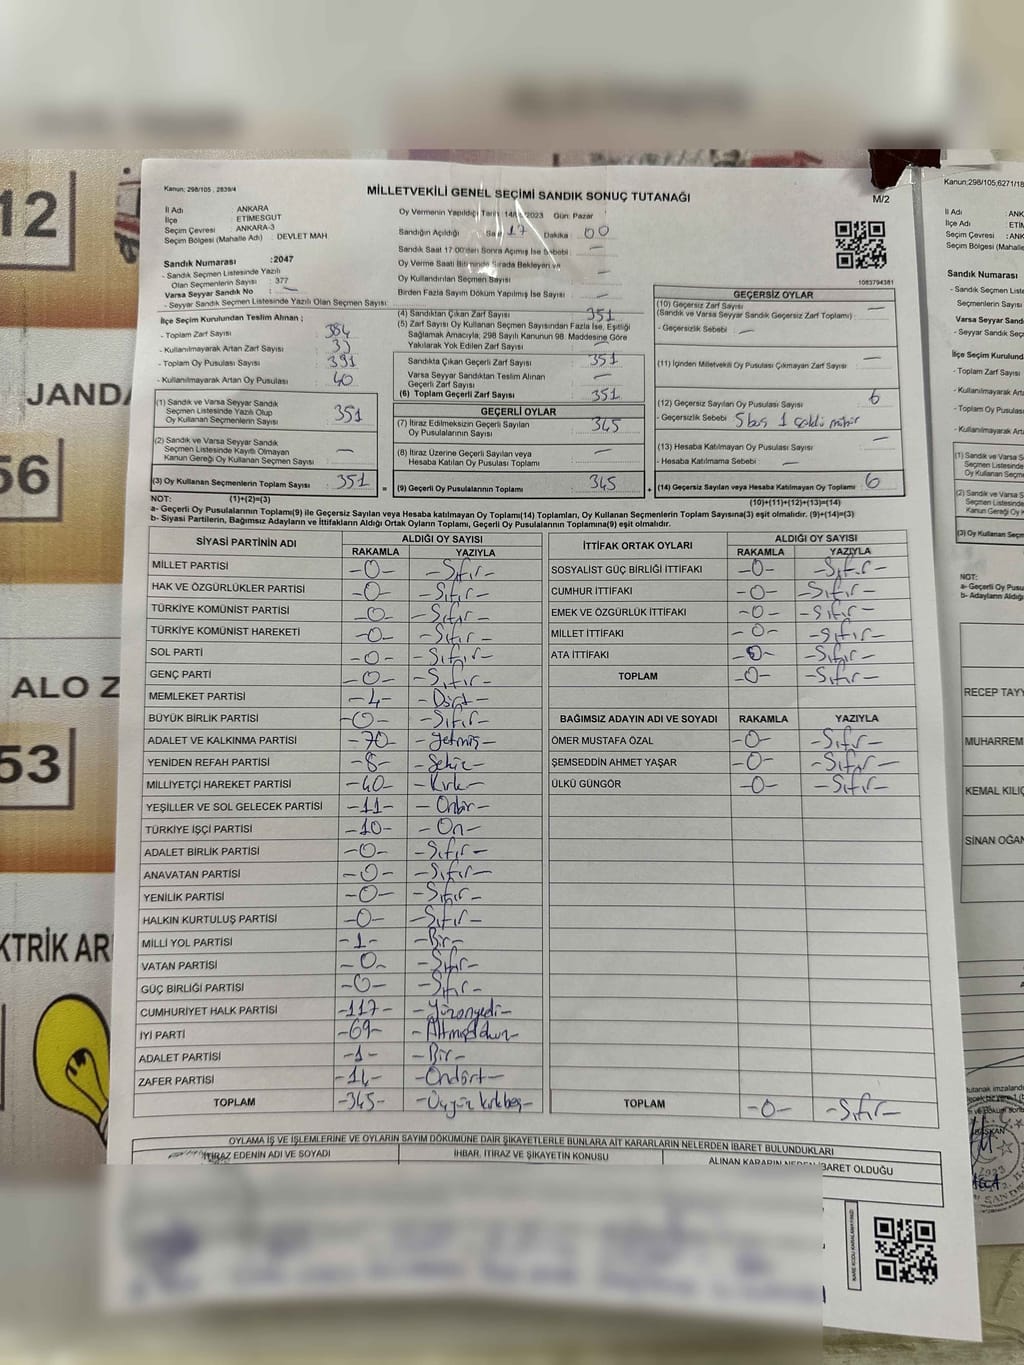 12
JANDA
56
ALO Z
53
KTRİK AR
Kanun; 298/105 , 2839/4
MİLLETVEKİLİ GENEL SEÇİMİ SANDIK SONUÇ TUTANAĞI
M/2
İl Adı : ANKARA
İlçe : ETİMESGUT
Seçim Çevresi : ANKARA-3
Seçim Bölgesi (Mahalle Adı) : DEVLET MAH
Sandık Numarası :2047
- Sandık Seçmen Listesinde Yazılı
Olan Seçmenlerin Sayısı : 377
Varsa Seyyar Sandık No : —
- Seyyar Sandık Seçmen Listesinde Yazılı Olan Seçmen Sayısı:
Oy Vermenin Yapıldığı Tarih 2023 Gün: Pazar
Sandığın Açıldığı 17 Dakika : 00
Sandık Saat 17.00'den Sonra Açılmış İse Sebebi : —
Oy Verme Saati Bitiminde Sırada Bekleyen ve
Oy Kullandırılan Seçmen Sayısı : —
Birden Fazla Sayım Döküm Yapılmış İse Sayısı : —
1083794381
İlçe Seçim Kurulundan Teslim Alınan ;
- Toplam Zarf Sayısı : 384
- Kullanılmayarak Artan Zarf Sayısı : 33
- Toplam Oy Pusulası Sayısı : 391
- Kullanılmayarak Artan Oy Pusulası : 40
(1) Sandık ve Varsa Seyyar Sandık
Seçmen Listesinde Yazılı Olup
Oy Kullanan Seçmenlerin Sayısı : 351
(2) Sandık ve Varsa Seyyar Sandık
Seçmen Listesinde Kayıtlı Olmayan
Kanun Gereği Oy Kullanan Seçmen Sayısı : —
(3) Oy Kullanan Seçmenlerin Toplam Sayısı : 351 =
(4) Sandıktan Çıkan Zarf Sayısı : 351
(5) Zarf Sayısı Oy Kullanan Seçmen Sayısından Fazla İse, Eşitliği
Sağlamak Amacıyla, 298 Sayılı Kanunun 98. Maddesine Göre
Yakılarak Yok Edilen Zarf Sayısı : —
Sandıkta Çıkan Geçerli Zarf Sayısı : 351
Varsa Seyyar Sandıktan Teslim Alınan
Geçerli Zarf Sayısı : —
(6) Toplam Geçerli Zarf Sayısı : 351
GEÇERLİ OYLAR
(7) İtiraz Edilmeksizin Geçerli Sayılan
Oy Pusulalarının Sayısı : 345
(8) İtiraz Üzerine Geçerli Sayılan veya
Hesaba Katılan Oy Pusulası Toplamı : —
(9) Geçerli Oy Pusulalarının Toplamı : 345 +
GEÇERSİZ OYLAR
(10) Geçersiz Zarf Sayısı
(Sandık ve Varsa Seyyar Sandık Geçersiz Zarf Toplamı) : —
- Geçersizlik Sebebi : —
(11) İçinden Milletvekili Oy Pusulası Çıkmayan Zarf Sayısı : —
(12) Geçersiz Sayılan Oy Pusulası Sayısı : 6
- Geçersizlik Sebebi : 5 boş 1 çoklu mühür
(13) Hesaba Katılmayan Oy Pusulası Sayısı : —
- Hesaba Katılmama Sebebi : —
(14) Geçersiz Sayılan veya Hesaba Katılmayan Oy Toplamı : 6
NOT: (1)+(2)=(3) (10)+(11)+(12)+(13)=(14)
a- Geçerli Oy Pusulalarının Toplamı(9) ile Geçersiz Sayılan veya Hesaba katılmayan Oy Toplamı(14) Toplamları, Oy Kullanan Seçmenlerin Toplam Sayısına(3) eşit olmalıdır. (9)+(14)=(3)
b- Siyasi Partilerin, Bağımsız Adayların ve İttifakların Aldığı Ortak Oyların Toplamı, Geçerli Oy Pusulalarının Toplamına(9) eşit olmalıdır.
SİYASİ PARTİNİN ADI ALDIĞI OY SAYISI
RAKAMLA YAZIYLA
MİLLET PARTİSİ -0- -Sıfır-
HAK VE ÖZGÜRLÜKLER PARTİSİ -0- -Sıfır-
TÜRKİYE KOMÜNİST PARTİSİ -0- -Sıfır-
TÜRKİYE KOMÜNİST HAREKETİ -0- -Sıfır-
SOL PARTİ -0- -Sıfır-
GENÇ PARTİ -0- -Sıfır-
MEMLEKET PARTİSİ -4- -Dört-
BÜYÜK BİRLİK PARTİSİ -0- -Sıfır-
ADALET VE KALKINMA PARTİSİ -70- -Yetmiş-
YENİDEN REFAH PARTİSİ -8- -Sekiz-
MİLLİYETÇİ HAREKET PARTİSİ -40- -Kırk-
YEŞİLLER VE SOL GELECEK PARTİSİ -11- -Onbir-
TÜRKİYE İŞÇİ PARTİSİ -10- -On-
ADALET BİRLİK PARTİSİ -0- -Sıfır-
ANAVATAN PARTİSİ -0- -Sıfır-
YENİLİK PARTİSİ -0- -Sıfır-
HALKIN KURTULUŞ PARTİSİ -0- -Sıfır-
MİLLİ YOL PARTİSİ -1- -Bir-
VATAN PARTİSİ -0- -Sıfır-
GÜÇ BİRLİĞİ PARTİSİ -0- -Sıfır-
CUMHURİYET HALK PARTİSİ -117- -Yüzonyedi-
İYİ PARTİ -69- -Altmışdokuz-
ADALET PARTİSİ -1- -Bir-
ZAFER PARTİSİ -14- -Ondört-
TOPLAM -345- -Üçyüz kırkbeş-
İTTİFAK ORTAK OYLARI ALDIĞI OY SAYISI
RAKAMLA YAZIYLA
SOSYALİST GÜÇ BİRLİĞİ İTTİFAKI -0- -Sıfır-
CUMHUR İTTİFAKI -0- -Sıfır-
EMEK VE ÖZGÜRLÜK İTTİFAKI -0- -Sıfır-
MİLLET İTTİFAKI -0- -Sıfır-
ATA İTTİFAKI -0- -Sıfır-
TOPLAM -0- -Sıfır-
BAĞIMSIZ ADAYIN ADI VE SOYADI RAKAMLA YAZIYLA
ÖMER MUSTAFA ÖZAL -0- -Sıfır-
ŞEMSEDDİN AHMET YAŞAR -0- -Sıfır-
ÜLKÜ GÜNGÖR -0- -Sıfır-
TOPLAM -0- -Sıfır-
OYLAMA İŞ VE İŞLEMLERİNE VE OYLARIN SAYIM DÖKÜMÜNE DAİR ŞİKAYETLERLE BUNLARA AİT KARARLARIN NELERDEN İBARET BULUNDUKLARI
İTİRAZ EDENİN ADI VE SOYADI İHBAR, İTİRAZ VE ŞİKAYETİN KONUSU ALINAN KARARIN NEDEN İBARET OLDUĞU
Kanun;298/105;6271/18
İl Adı : ANK
İlçe : ETİM
Seçim Çevresi : ANK
Seçim Bölgesi (Mahalle
Sandık Numarası
Sandık Seçmen
Seçmenlerin Sayısı
Varsa Seyyar Sandık
- Seyyar Sandık Seç
İlçe Seçim Kurulund
- Toplam Zarf Sayısı
- Kullanılmayarak Art
- Toplam Oy Pusulası
- Kullanılmayarak Arta
(1) Sandık ve Varsa S
Seçmen Listesinde
Oy Kullanan Seçm
(2) Sandık ve Varsa
Seçmen Listesinde
Kanun Gereği Oy K
(3) Oy Kullanan Seçm
NOT:
a- Geçerli Oy Pusulala
b- Adayların Aldığı
RECEP TAYY
MUHARREM
KEMAL KILIÇ
SİNAN OĞAN